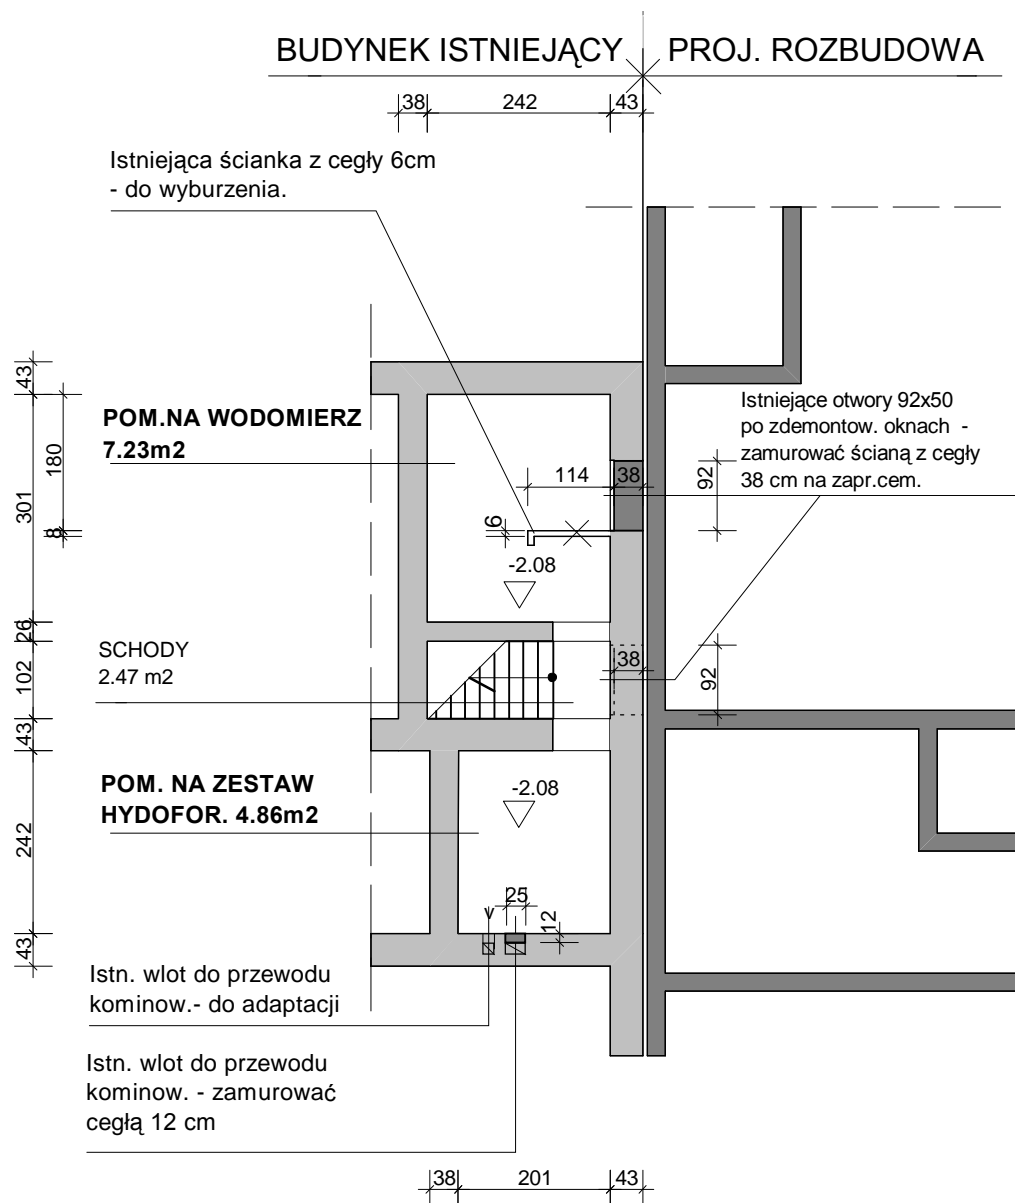 BUDYNEK ISTNIEJĄCY
PROJ. ROZBUDOWA
38
242
43
Istniejąca ścianka z cegły 6cm
- do wyburzenia.
43
180
301
8
26
102
43
242
43
POM.NA WODOMIERZ
7.23m2
114
38
92
6
-2.08
Istniejące otwory 92x50
po zdemontow. oknach -
zamurować ścianą z cegły
38 cm na zapr.cem.
SCHODY
2.47 m2
38
92
POM. NA ZESTAW
HYDOFOR. 4.86m2
-2.08
25
v
12
Istn. wlot do przewodu
kominow.- do adaptacji
Istn. wlot do przewodu
kominow. - zamurować
cegłą 12 cm
38
201
43